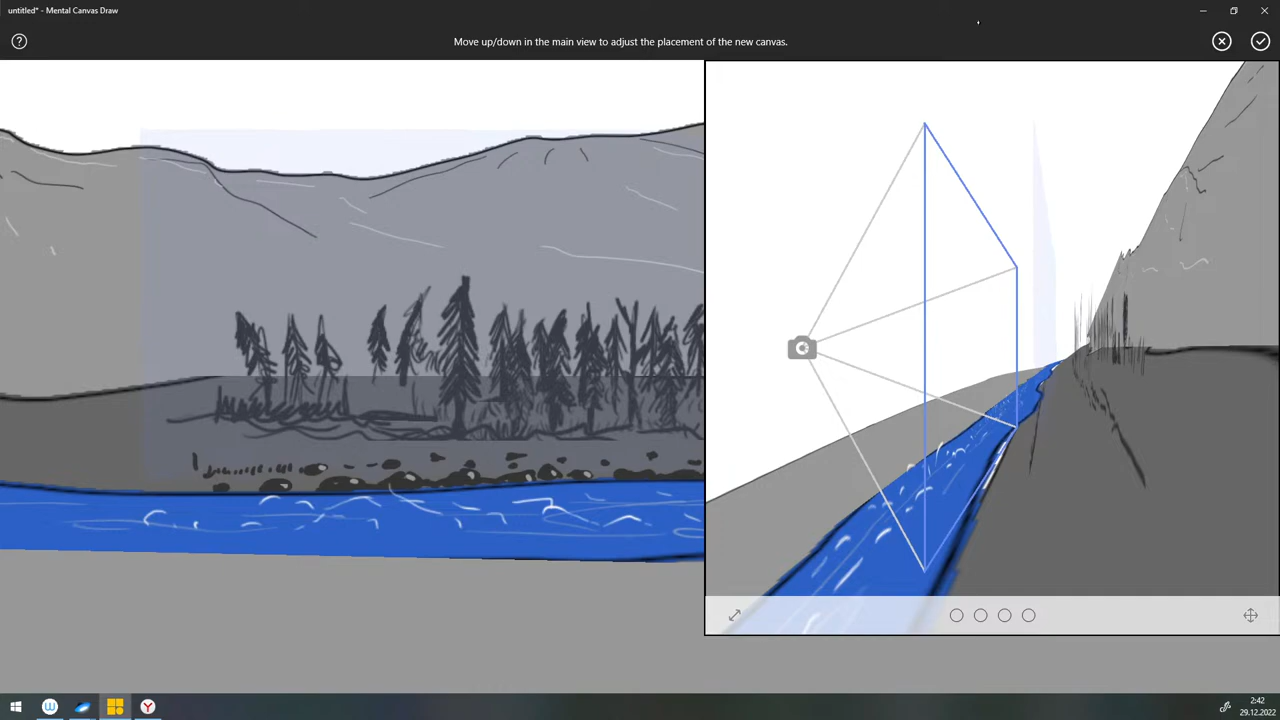 untitled* - Mental Canvas Draw
Move up/down in the main view to adjust the placement of the new canvas.
2:42
29.12.2022